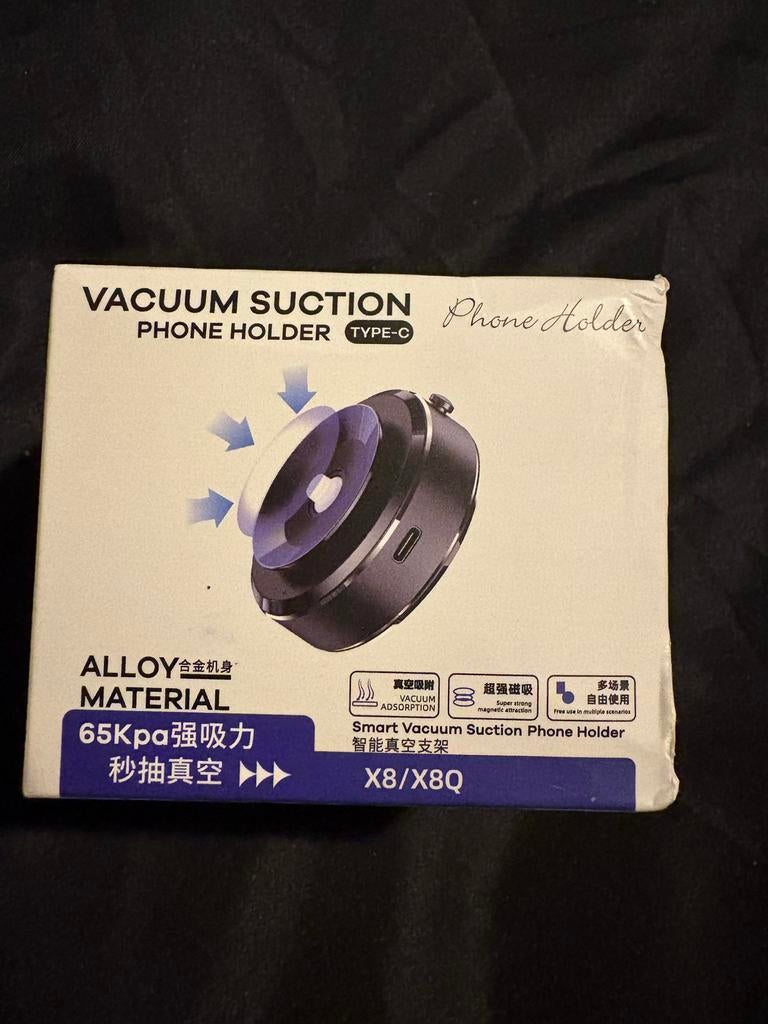 VACUUM SUCTION
PHONE HOLDER TYPE-C
Phone Holder
ALLOY合金机身
MATERIAL
65Kpa强吸力
秒抽真空
真空吸附
VACUUM
ADSORPTION
超强磁吸
Super strong
magnetic attraction
多场景
自由使用
Free use in multiple scenarios
Smart Vacuum Suction Phone Holder
智能真空支架
X8/X8Q